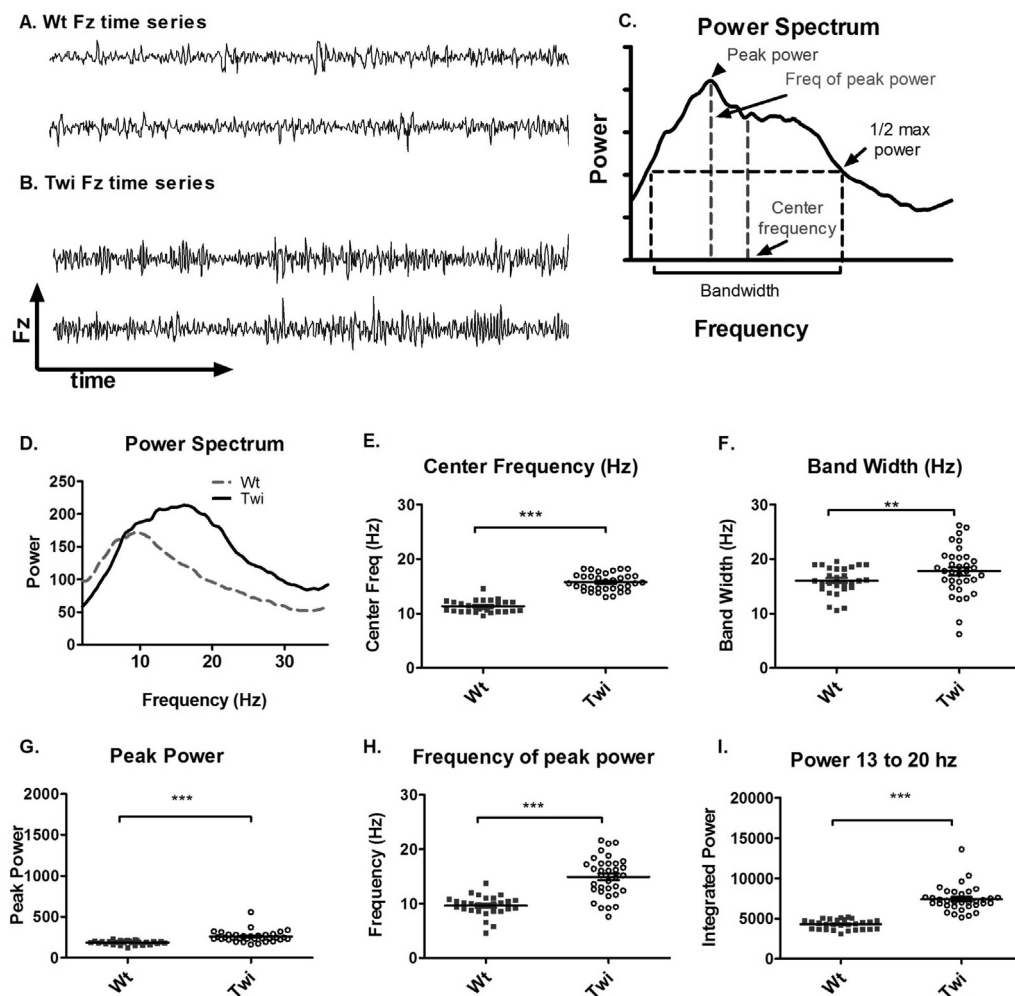 A. Wt Fz time series
B. Twi Fz time series
Fz
time
C.
Power Spectrum
Peak power
Freq of peak power
1/2 max
power
Center
frequency
Power
Bandwidth
Frequency
D.
Power Spectrum
Wt
Twi
250
200
150
100
50
0
Power
10 20 30
Frequency (Hz)
E.
Center Frequency (Hz)
***
30
20
10
0
Center Freq (Hz)
Wt Twi
F.
Band Width (Hz)
**
30
20
10
0
Band Width (Hz)
Wt Twi
G.
Peak Power
***
2000
1500
1000
500
0
Peak Power
Wt Twi
H.
Frequency of peak power
***
30
20
10
0
Frequency (Hz)
Wt Twi
I.
Power 13 to 20 hz
***
20000
15000
10000
5000
0
Integrated Power
Wt Twi